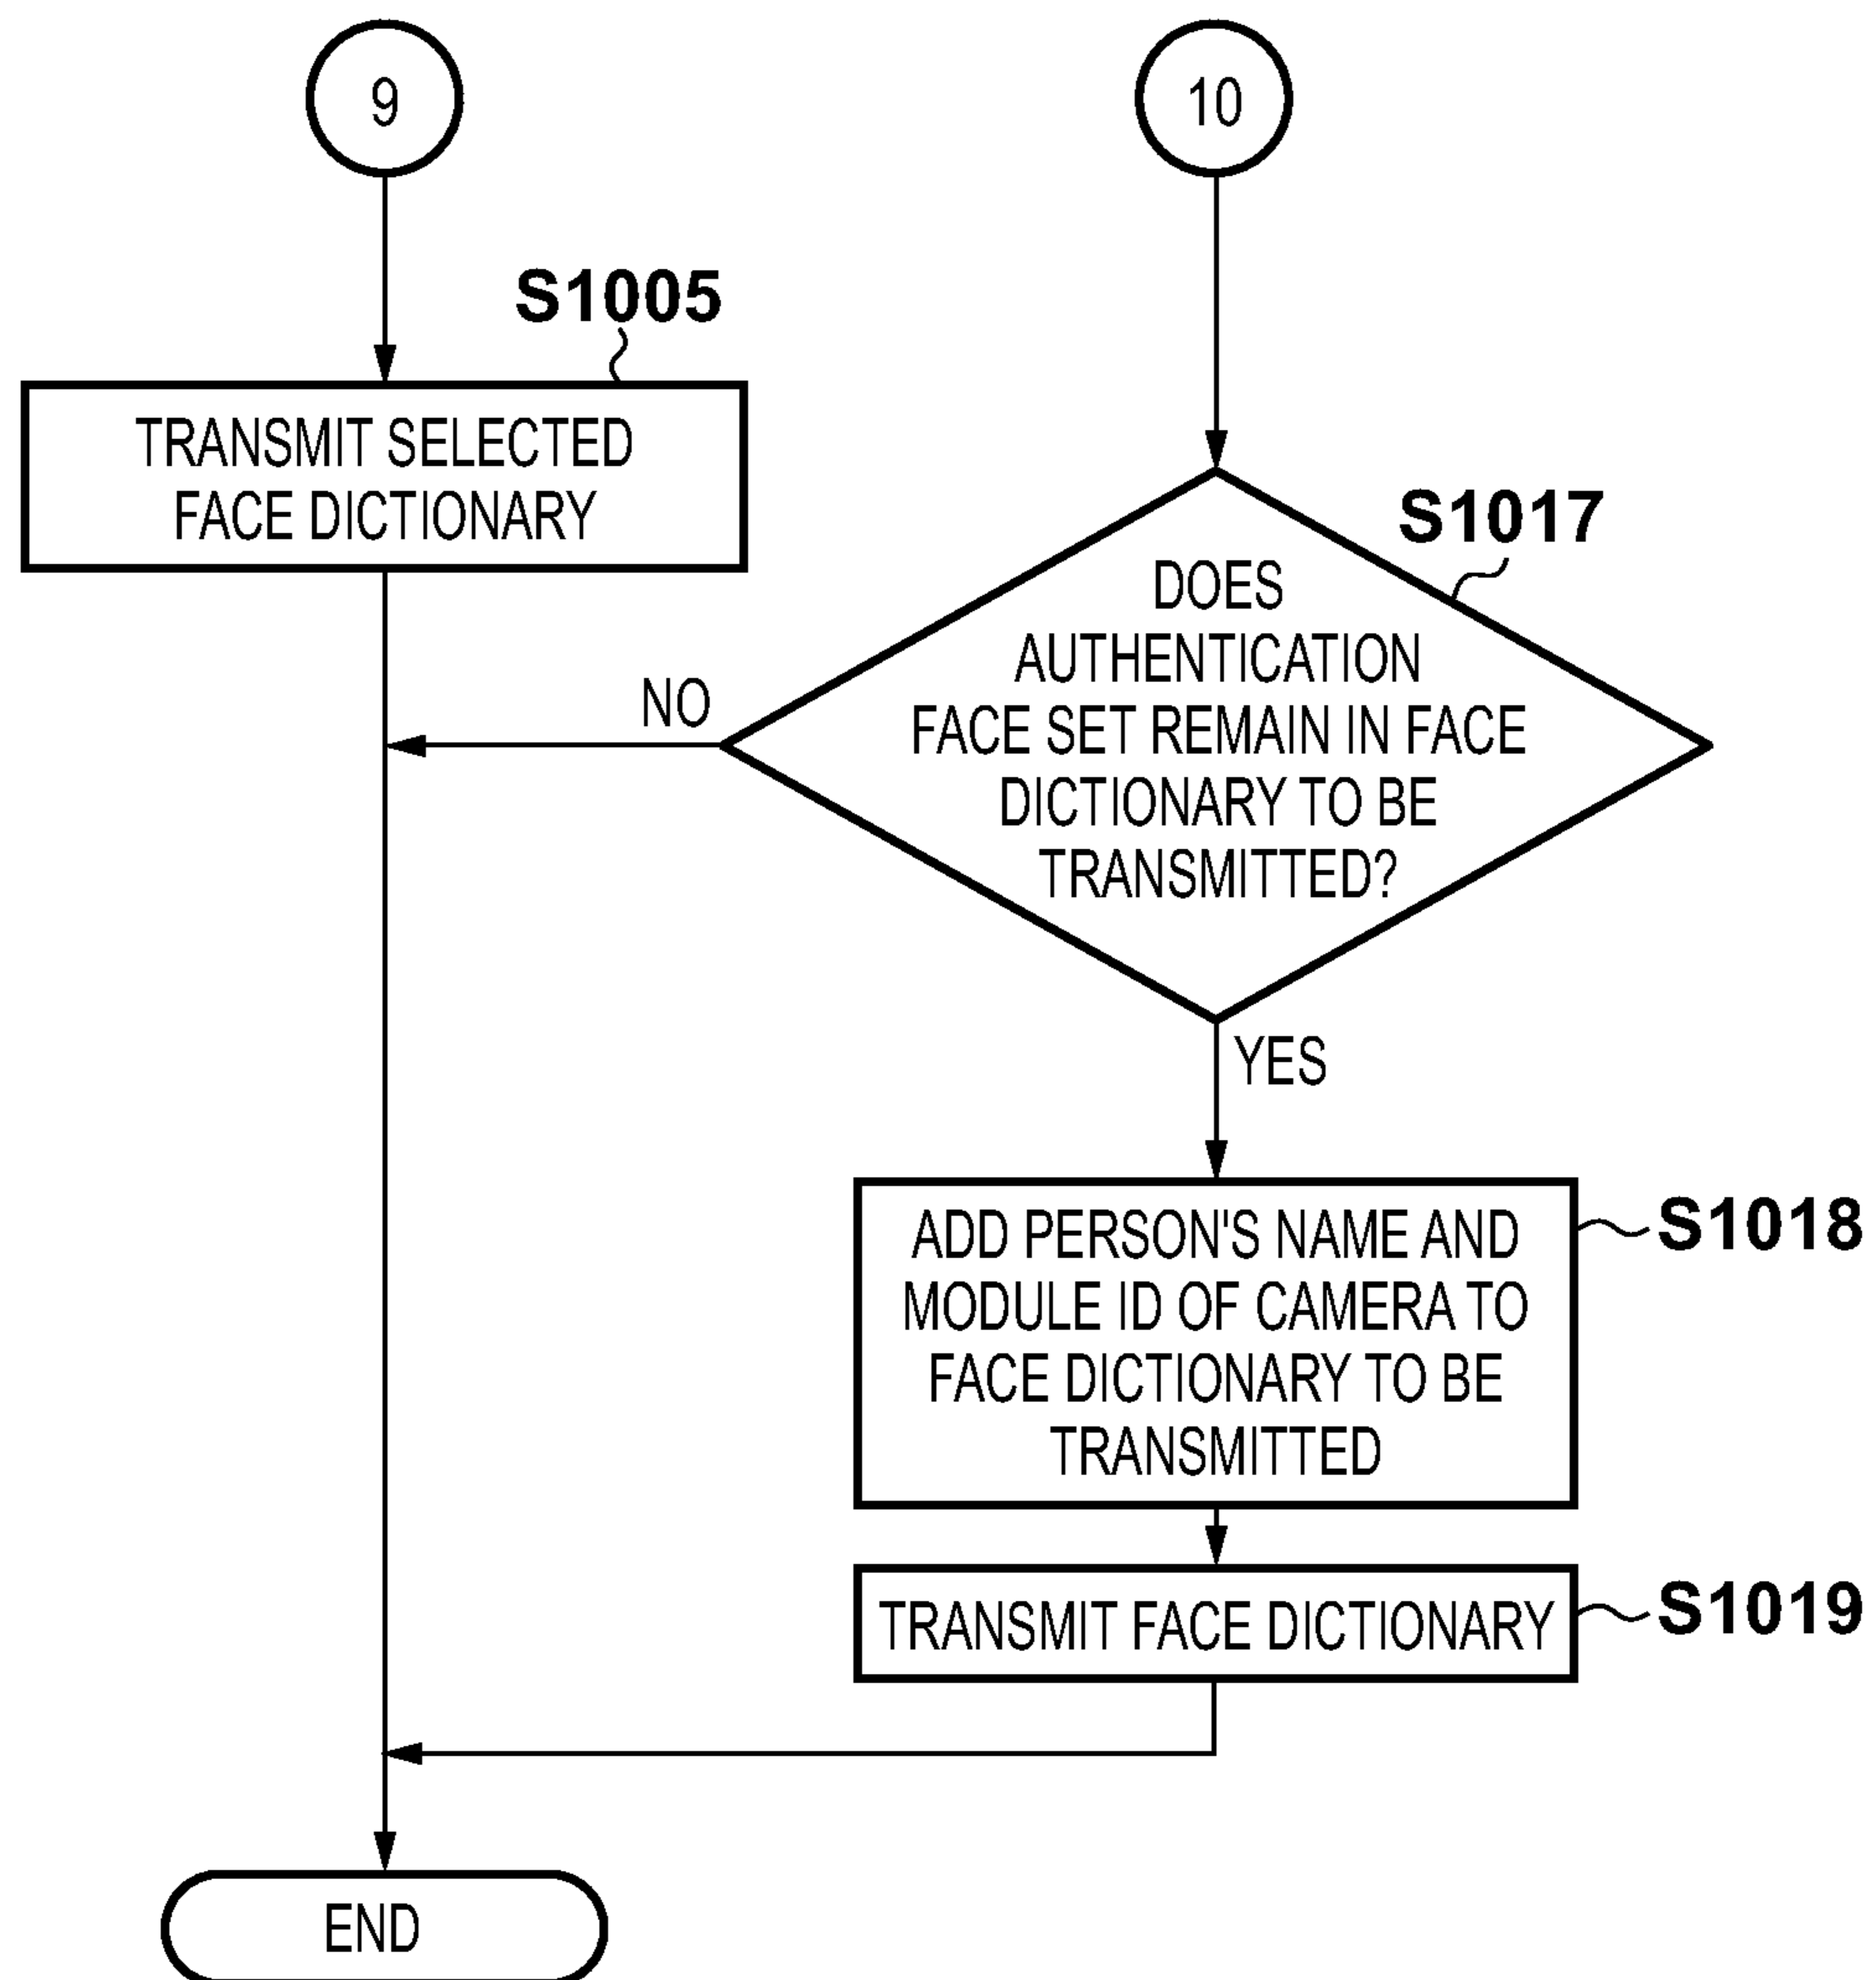 9
10
S1005
TRANSMIT SELECTED
FACE DICTIONARY
S1017
DOES
AUTHENTICATION
FACE SET REMAIN IN FACE
DICTIONARY TO BE
TRANSMITTED?
NO
YES
ADD PERSON'S NAME AND
MODULE ID OF CAMERA TO
FACE DICTIONARY TO BE
TRANSMITTED
S1018
TRANSMIT FACE DICTIONARY
S1019
END